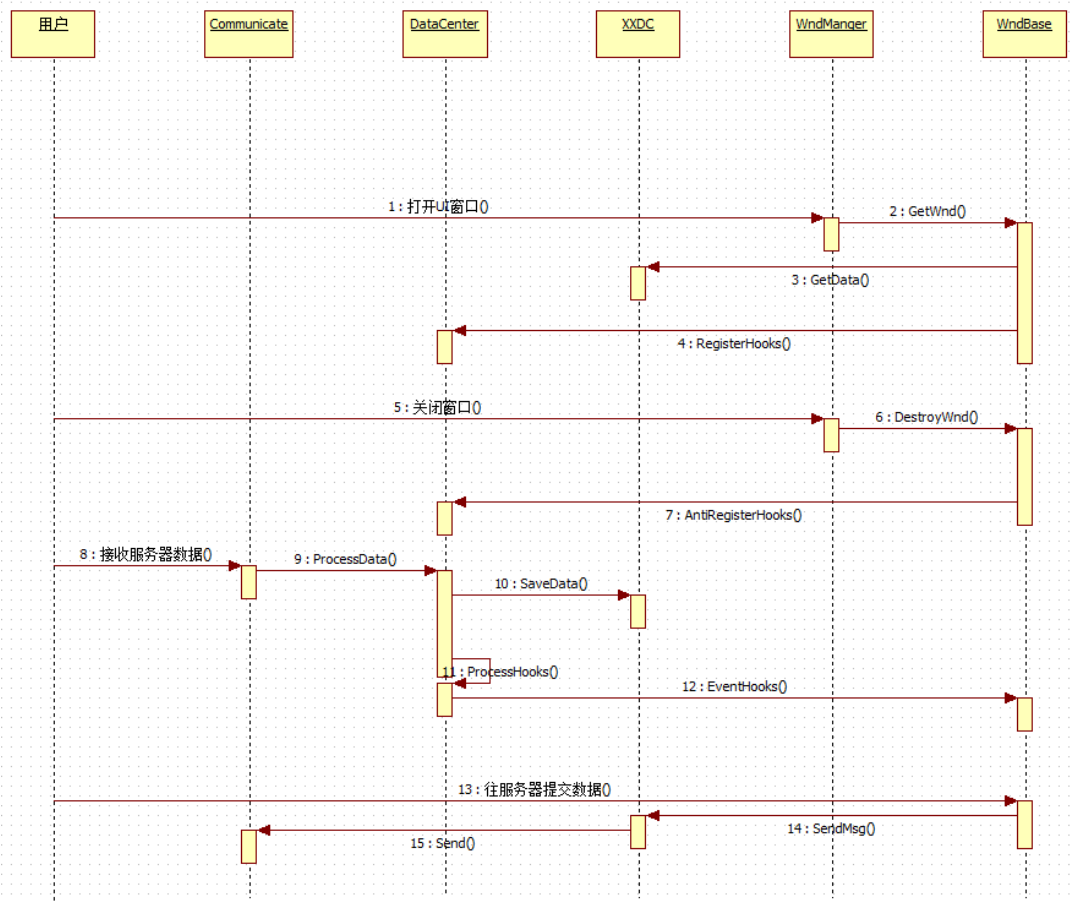 用户
Communicate
DataCenter
XXDC
WndManger
WndBase
1 : 打开UI窗口()
2 : GetWnd()
3 : GetData()
4 : RegisterHooks()
5 : 关闭窗口()
6 : DestroyWnd()
7 : AntiRegisterHooks()
8 : 接收服务器数据()
9 : ProcessData()
10 : SaveData()
11 : ProcessHooks()
12 : EventHooks()
13 : 往服务器提交数据()
14 : SendMsg()
15 : Send()